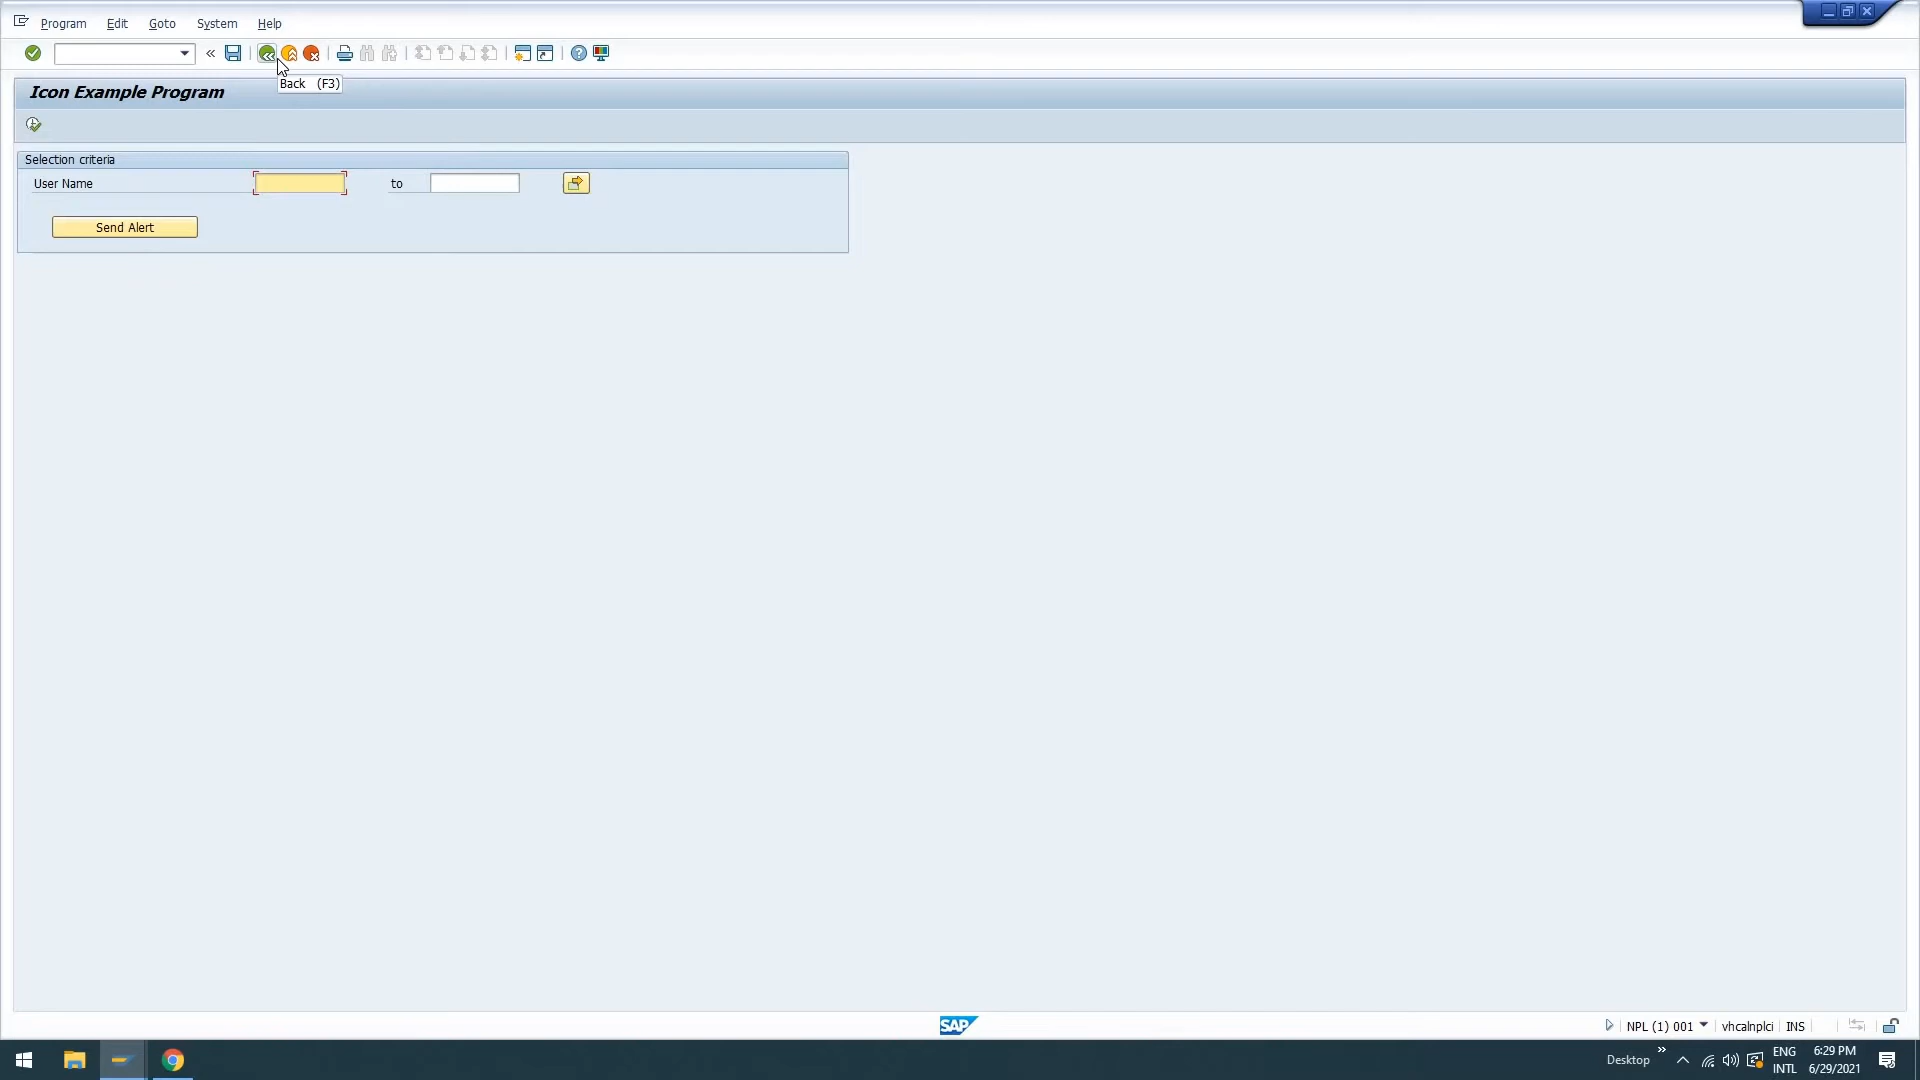 Program Edit Goto System Help
«
Back (F3)
Icon Example Program
Selection criteria
User Name to
Send Alert
SAP
NPL (1) 001 vhcalnplci INS
Desktop » ENG 6:29 PM
INTL 6/29/2021